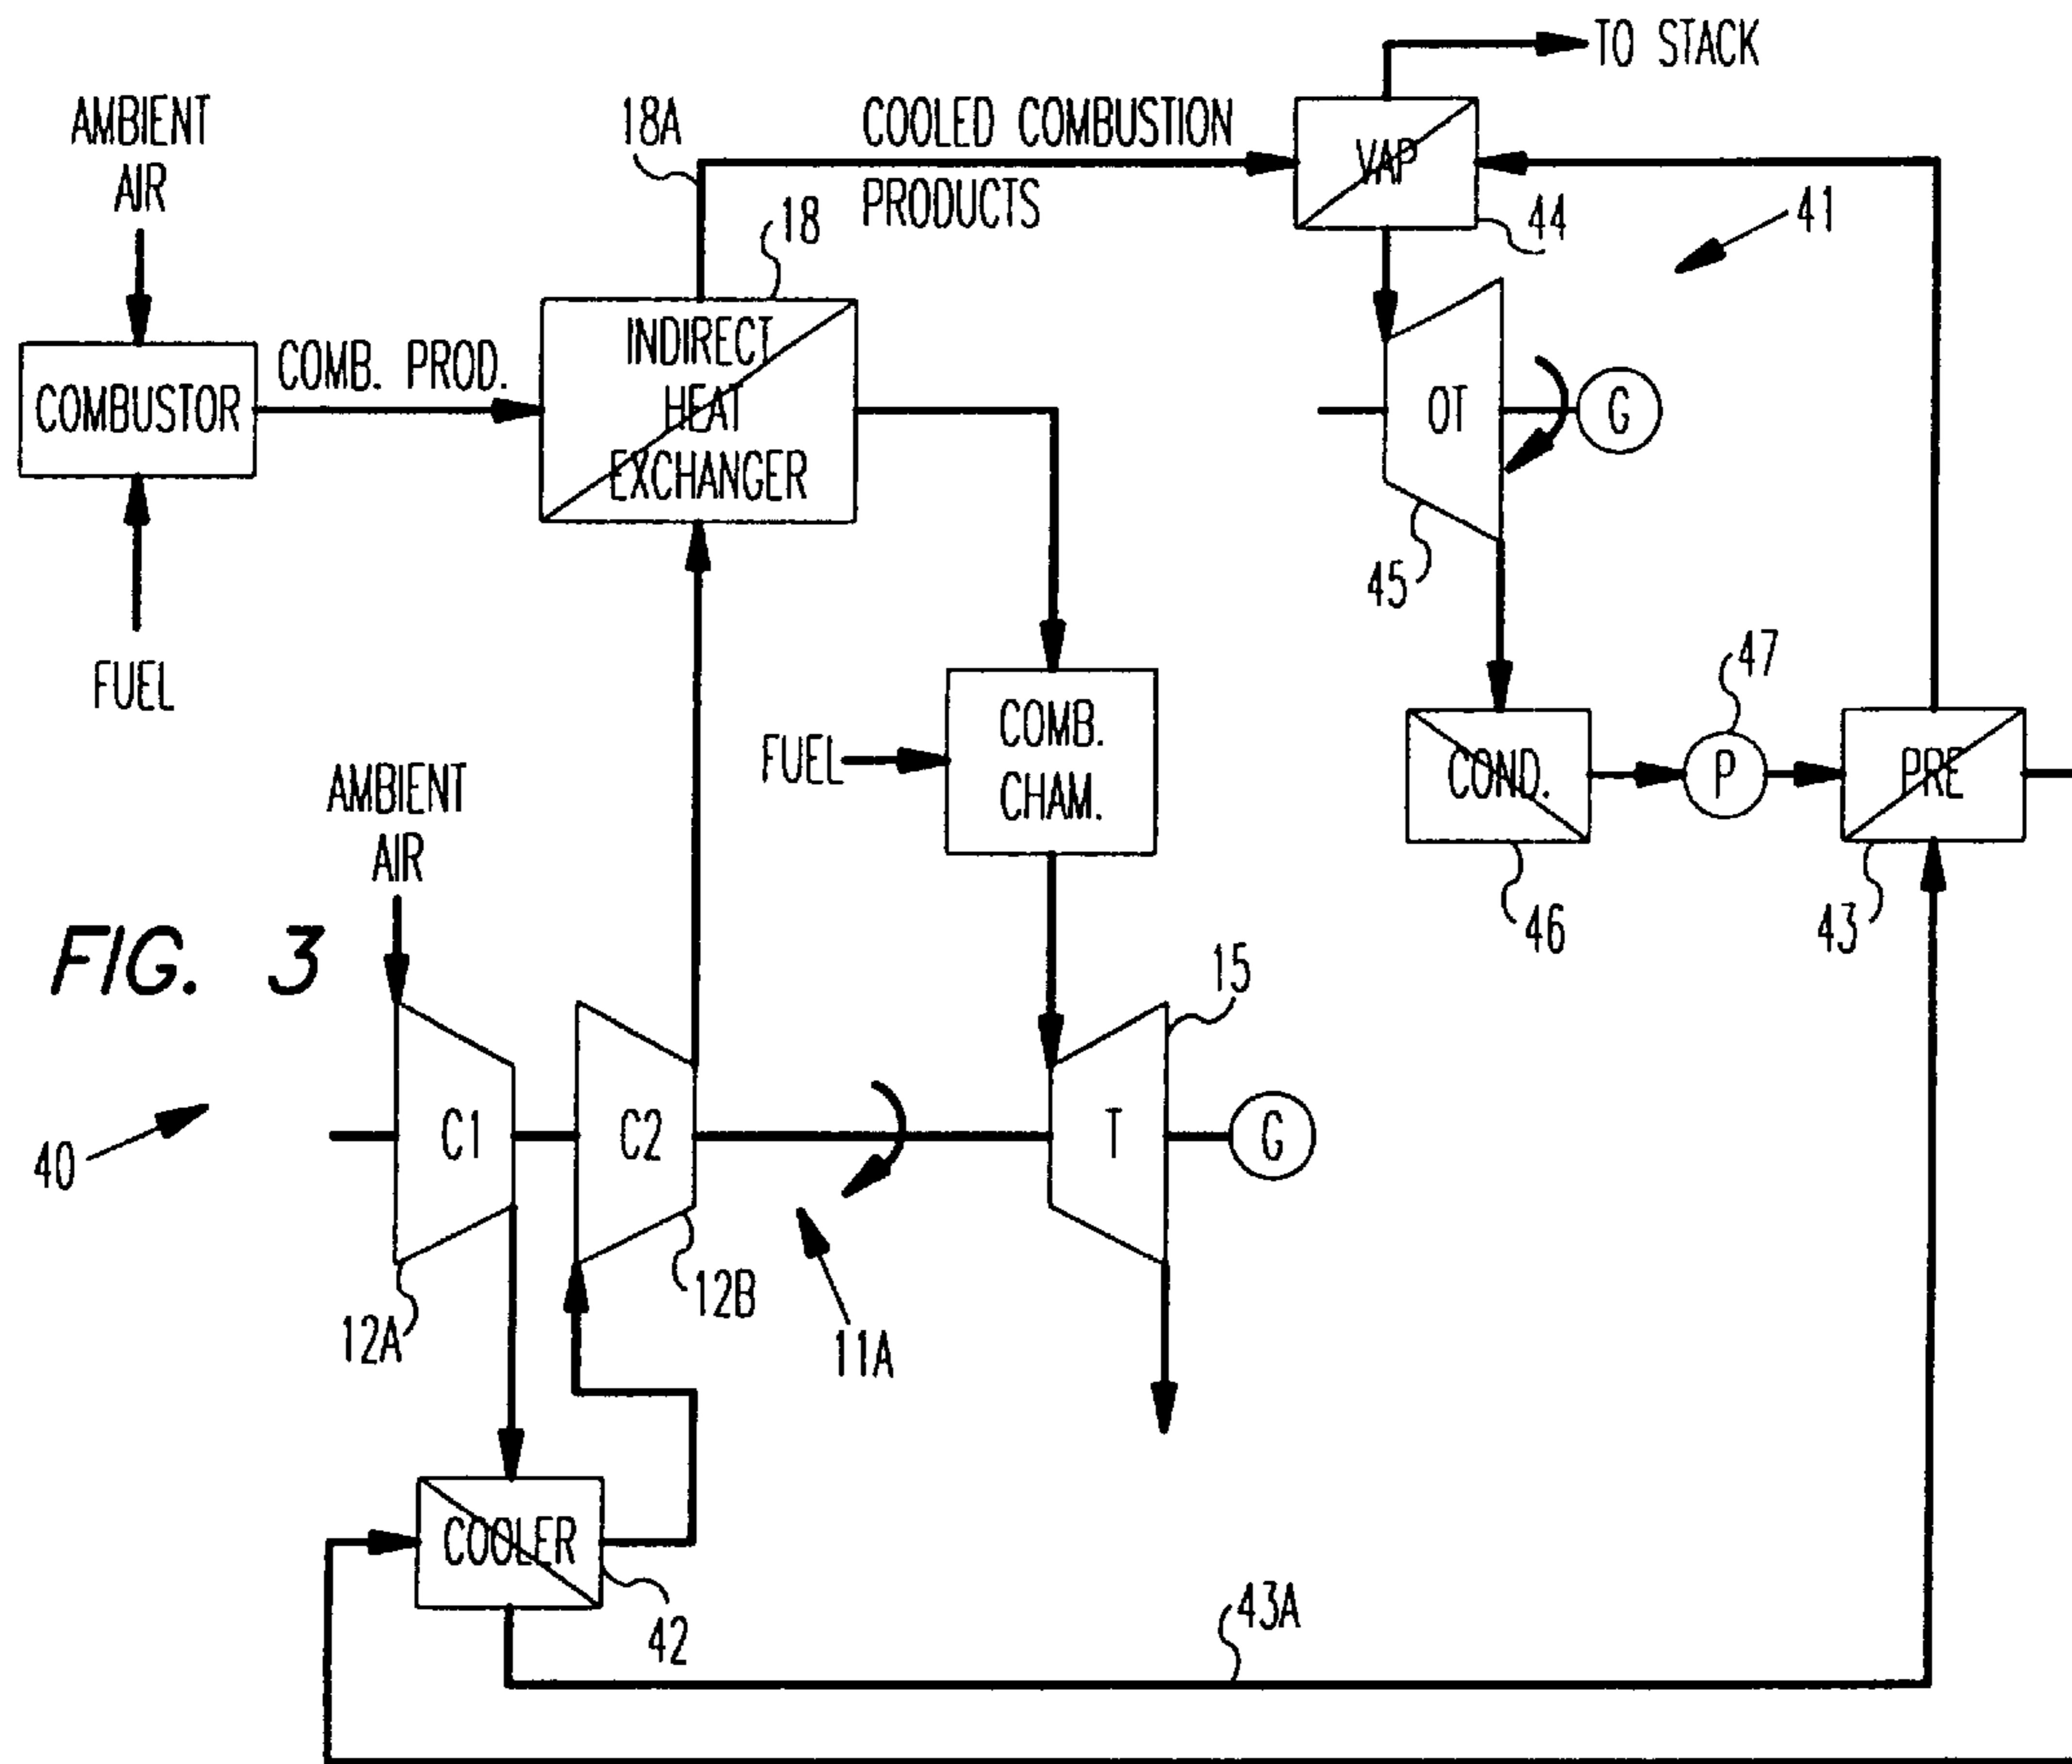 TO STACK
AMBIENT
AIR
18A
COOLED COMBUSTION
PRODUCTS
VAP
44
41
18
INDIRECT
HEAT
EXCHANGER
COMB. PROD.
COMBUSTOR
FUEL
OT
G
45
47
COMB.
CHAM.
FUEL
COND.
P
PRE
46
43
AMBIENT
AIR
FIG. 3
15
C1
C2
T
G
40
12A
12B
11A
COOLER
42
43A